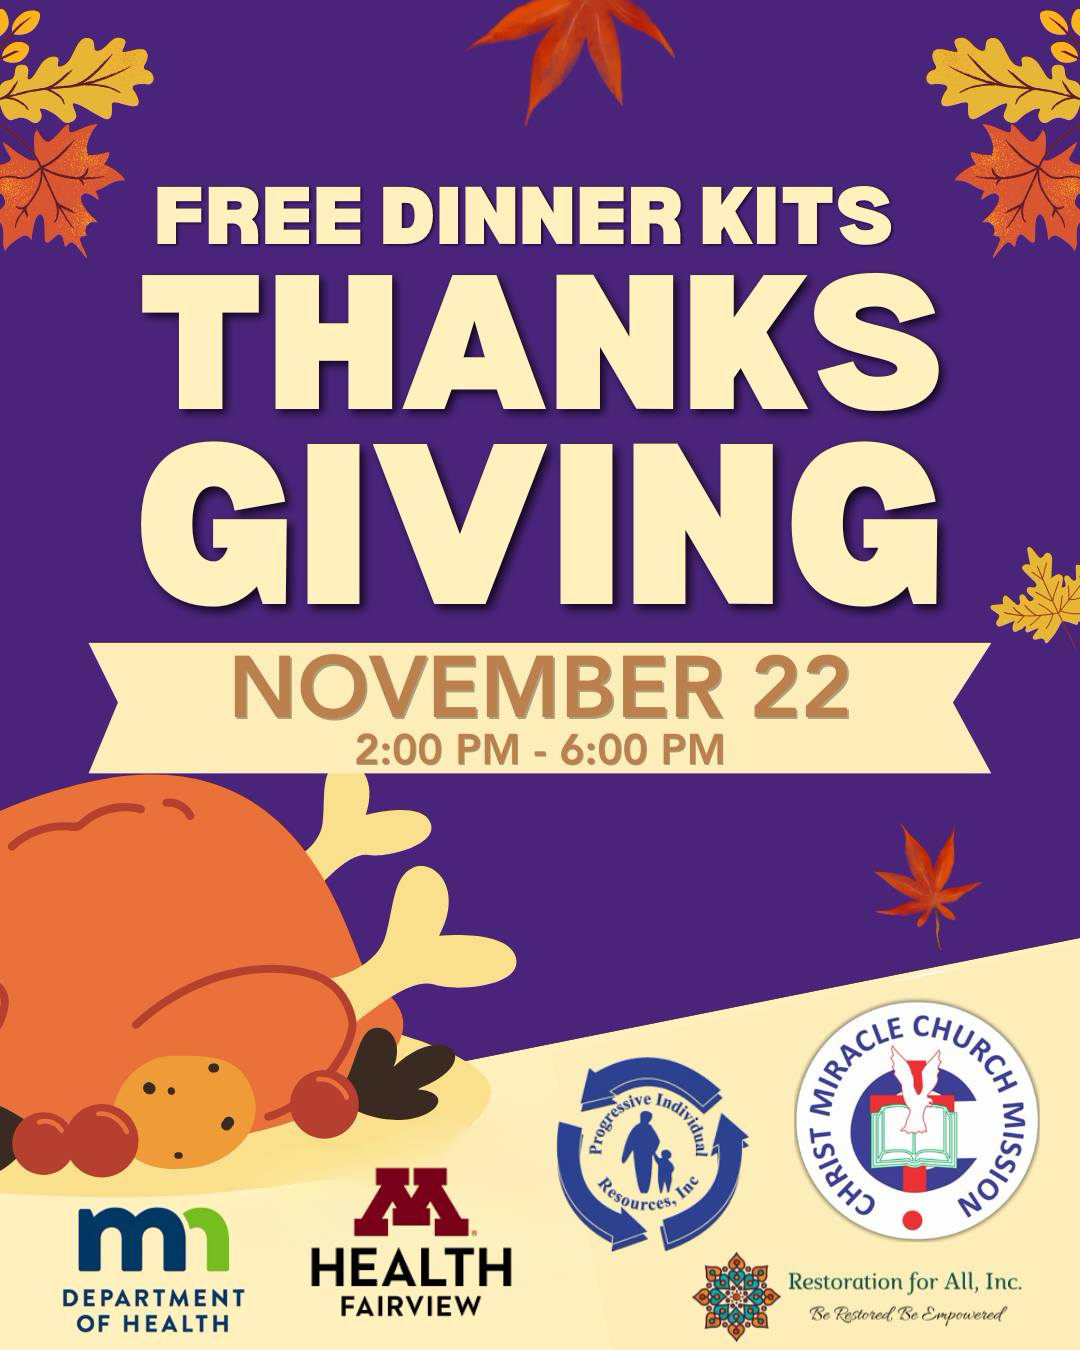 FREE DINNER KITS
THANKS
GIVING
NOVEMBER 22
2:00 PM - 6:00 PM
CHRIST MIRACLE CHURCH MISSION
Progressive Individual
Resources, Inc
mn
DEPARTMENT
OF HEALTH
M
HEALTH
FAIRVIEW
Restoration for All, Inc.
Be Restored, Be Empowered